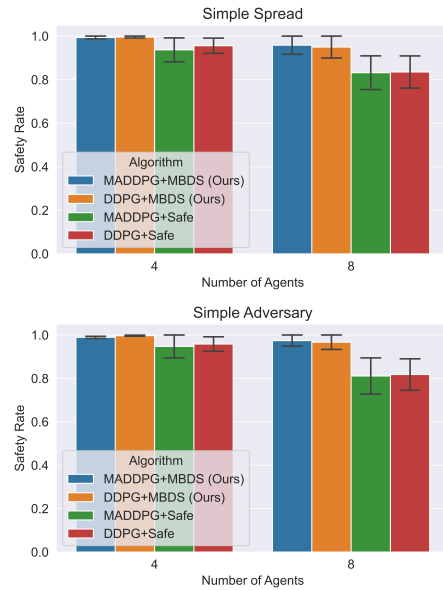 Simple Spread
1.0
0.8
0.6
0.4
0.2
0.0
Safety Rate
Algorithm
MADDPG+MBDS (Ours)
DDPG+MBDS (Ours)
MADDPG+Safe
DDPG+Safe
4
8
Number of Agents
Simple Adversary
1.0
0.8
0.6
0.4
0.2
0.0
Safety Rate
Algorithm
MADDPG+MBDS (Ours)
DDPG+MBDS (Ours)
MADDPG+Safe
DDPG+Safe
4
8
Number of Agents